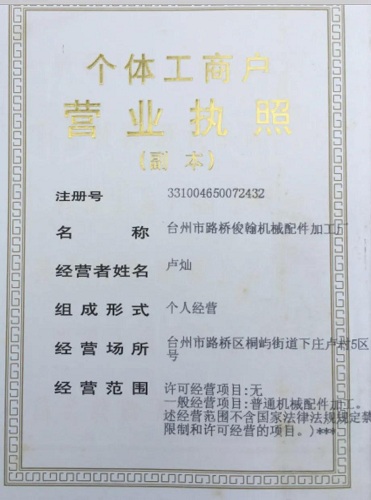 个体工商户
营业执照
(副本)
注册号 331004650072432
名称 台州市路桥俊翰机械配件加工厂
经营者姓名 卢灿
组成形式 个人经营
经营场所 台州市路桥区桐屿街道下庄卢村5区
号
经营范围 许可经营项目:无
一般经营项目:普通机械配件加工。
述经营范围不含国家法律法规规定禁
限制和许可经营的项目。)***